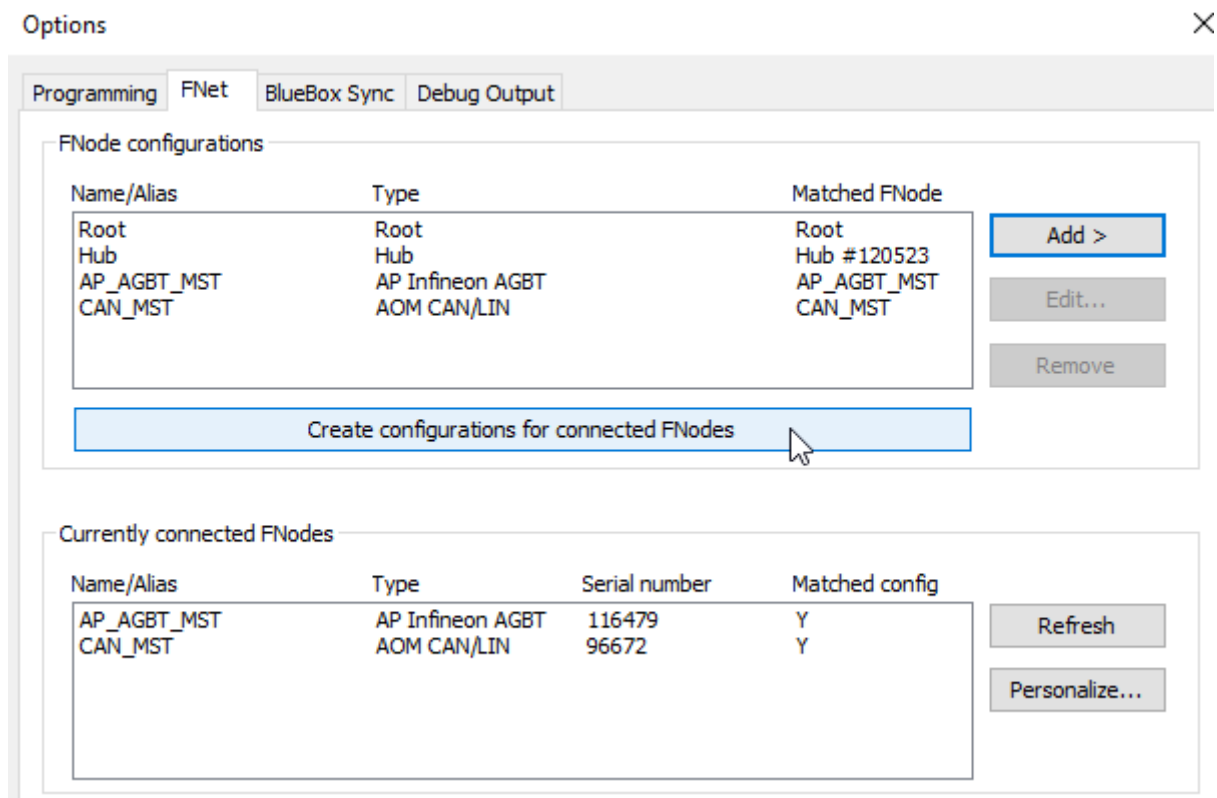 Options
Programming FNet BlueBox Sync Debug Output
FNode configurations
Name/Alias Type Matched FNode
Root Root Root
Hub Hub Hub #120523
AP_AGBT_MST AP Infineon AGBT AP_AGBT_MST
CAN_MST AOM CAN/LIN CAN_MST
Add >
Edit...
Remove
Create configurations for connected FNodes
Currently connected FNodes
Name/Alias Type Serial number Matched config
AP_AGBT_MST AP Infineon AGBT 116479 Y
CAN_MST AOM CAN/LIN 96672 Y
Refresh
Personalize...